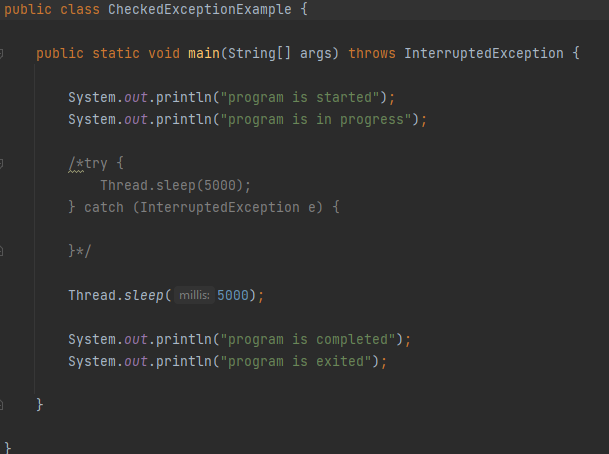 public class CheckedExceptionExample {
public static void main(String[] args) throws InterruptedException {
System.out.println("program is started");
System.out.println("program is in progress");
/*try {
Thread.sleep(5000);
} catch (InterruptedException e) {
}*/
Thread.sleep( millis: 5000);
System.out.println("program is completed");
System.out.println("program is exited");
}
}